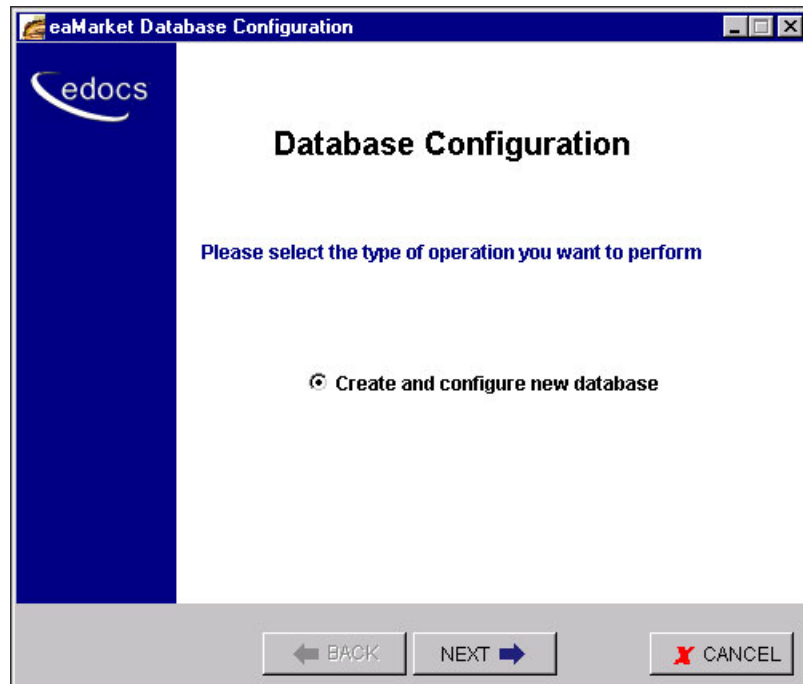 eaMarket Database Configuration
edocs
Database Configuration
Please select the type of operation you want to perform
Create and configure new database
BACK
NEXT
CANCEL